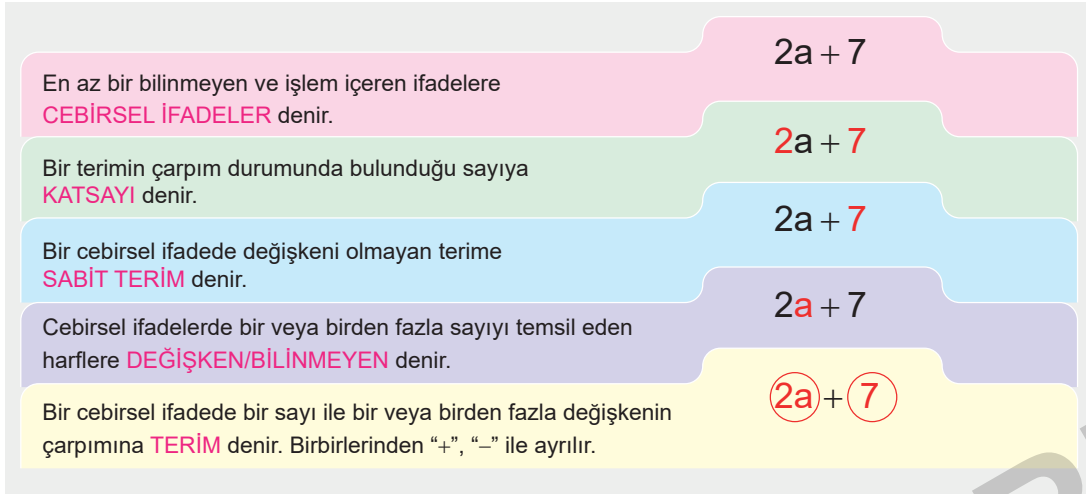 2a + 7
En az bir bilinmeyen ve işlem içeren ifadelere
CEBİRSEL İFADELER denir.
2a + 7
Bir terimin çarpım durumunda bulunduğu sayıya
KATSAYI denir.
2a + 7
Bir cebirsel ifadede değişkeni olmayan terime
SABİT TERİM denir.
2a + 7
Cebirsel ifadelerde bir veya birden fazla sayıyı temsil eden
harflere DEĞİŞKEN/BİLİNMEYEN denir.
2a + 7
Bir cebirsel ifadede bir sayı ile bir veya birden fazla değişkenin
çarpımına TERİM denir. Birbirlerinden “+”, “–” ile ayrılır.